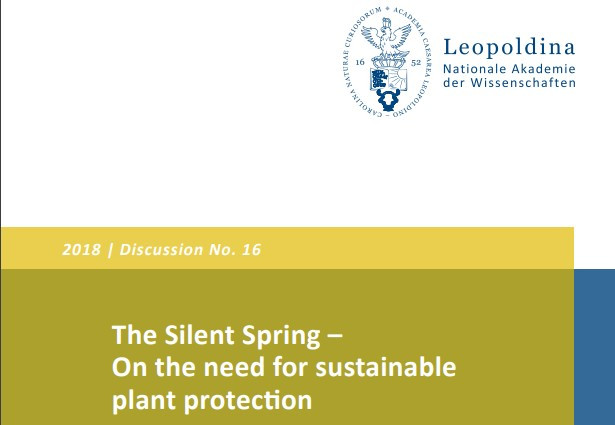 CAROLINA NATURAE CURIOSORUM + ACADEMIA CAESAREA LEOPOLDINO –
16 52
Leopoldina
Nationale Akademie
der Wissenschaften
2018 | Discussion No. 16
The Silent Spring –
On the need for sustainable
plant protection